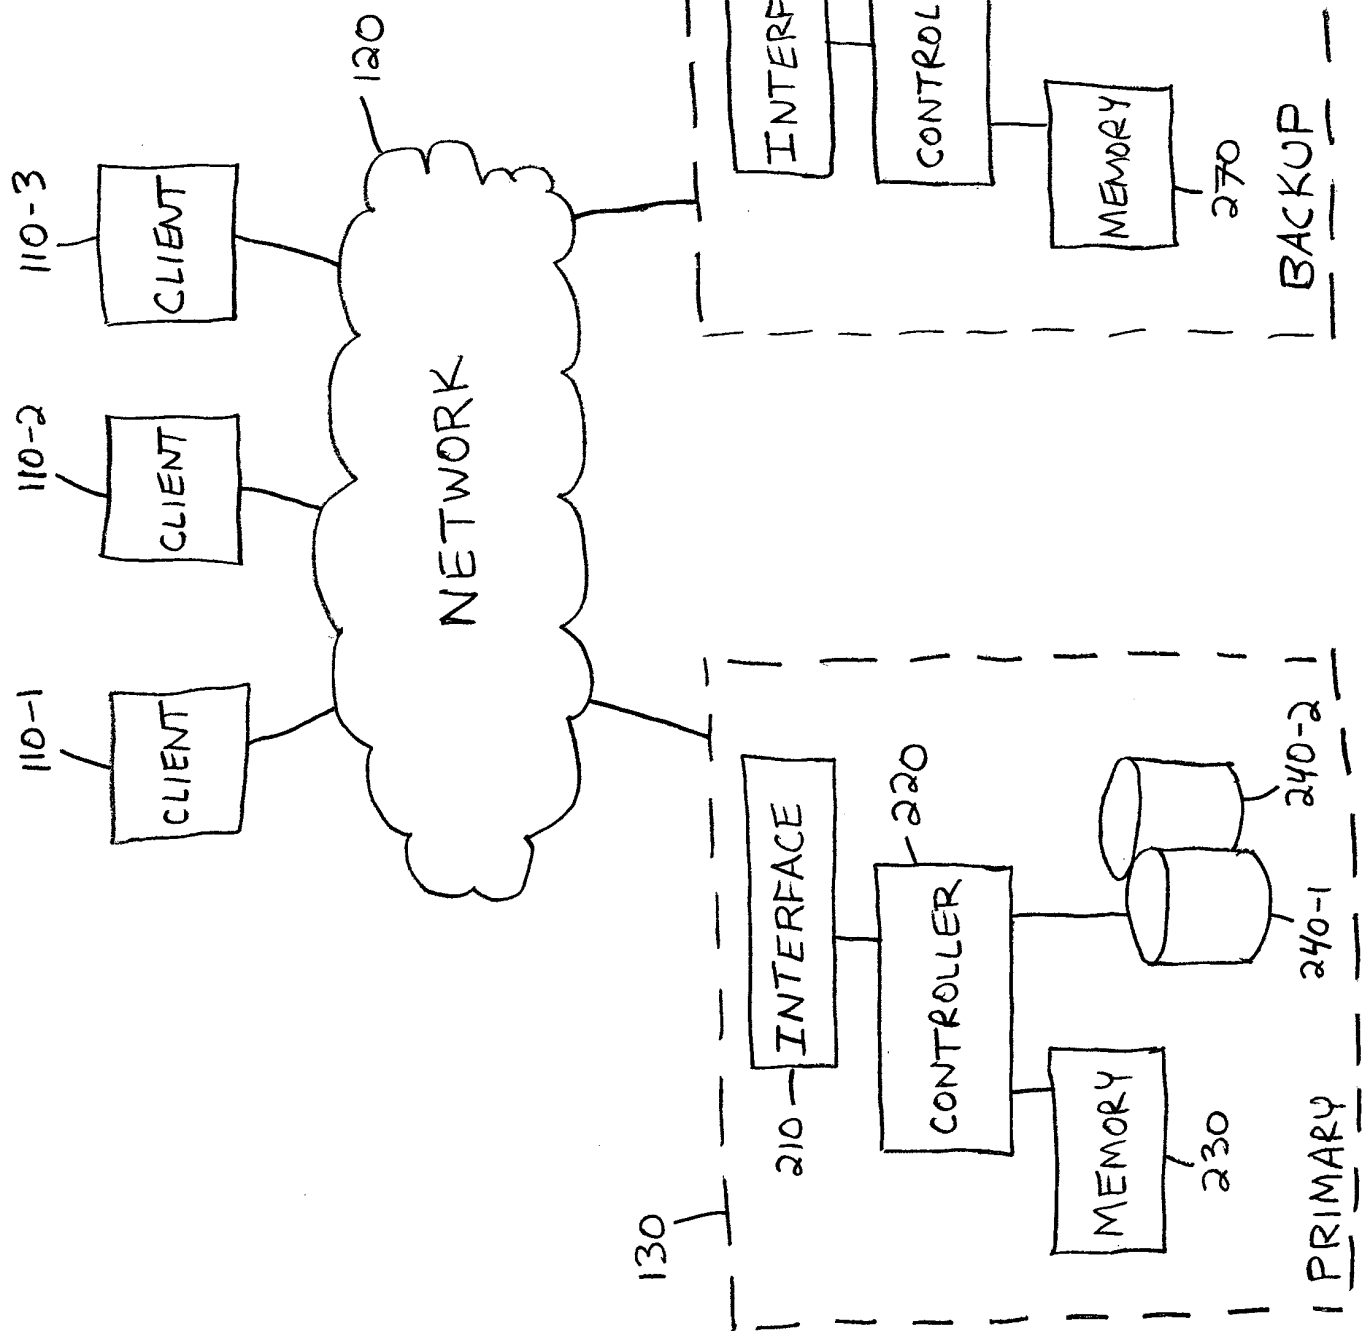 110-1
110-2
110-3
CLIENT
CLIENT
CLIENT
120
NETWORK
130
210
INTERFACE
220
CONTROLLER
MEMORY
230
240-1
240-2
PRIMARY
INTERF
CONTROL
MEMORY
270
BACKUP